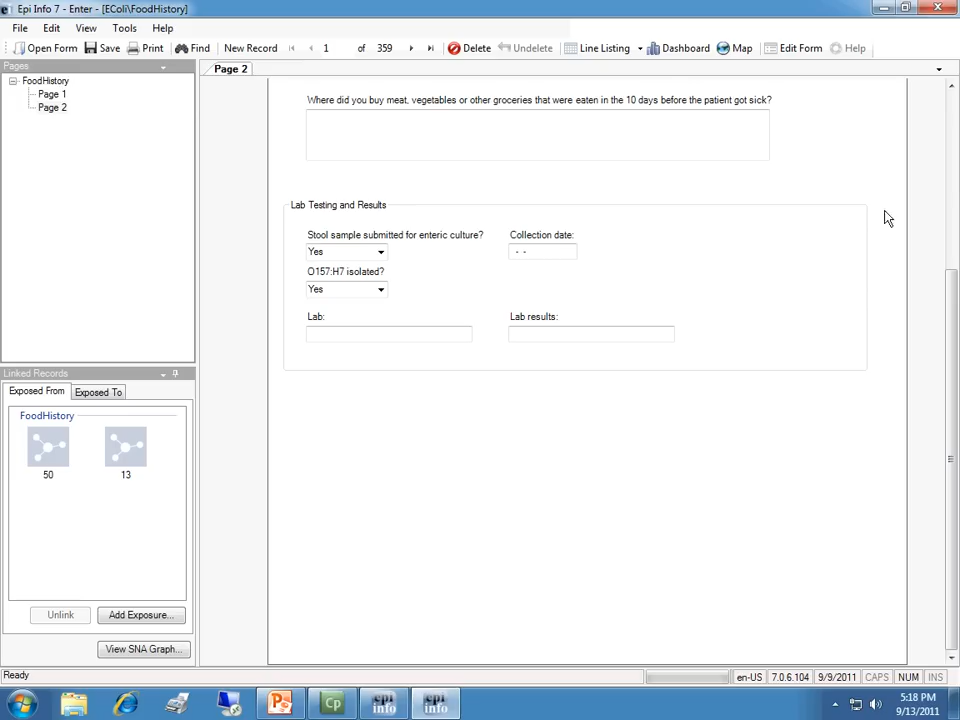 Epi Info 7 - Enter - [EColi\FoodHistory]
File Edit View Tools Help
Open Form Save Print Find New Record 1 of 359 Delete Undelete Line Listing Dashboard Map Edit Form Help
Pages
Page 2
FoodHistory
Page 1
Page 2
Where did you buy meat, vegetables or other groceries that were eaten in the 10 days before the patient got sick?
Lab Testing and Results
Stool sample submitted for enteric culture? Collection date:
Yes - -
O157:H7 isolated?
Yes
Lab: Lab results:
Linked Records
Exposed From Exposed To
FoodHistory
50 13
Unlink Add Exposure...
View SNA Graph...
Ready en-US 7.0.6.104 9/9/2011 CAPS NUM INS
Cp epi info epi info
5:18 PM
9/13/2011